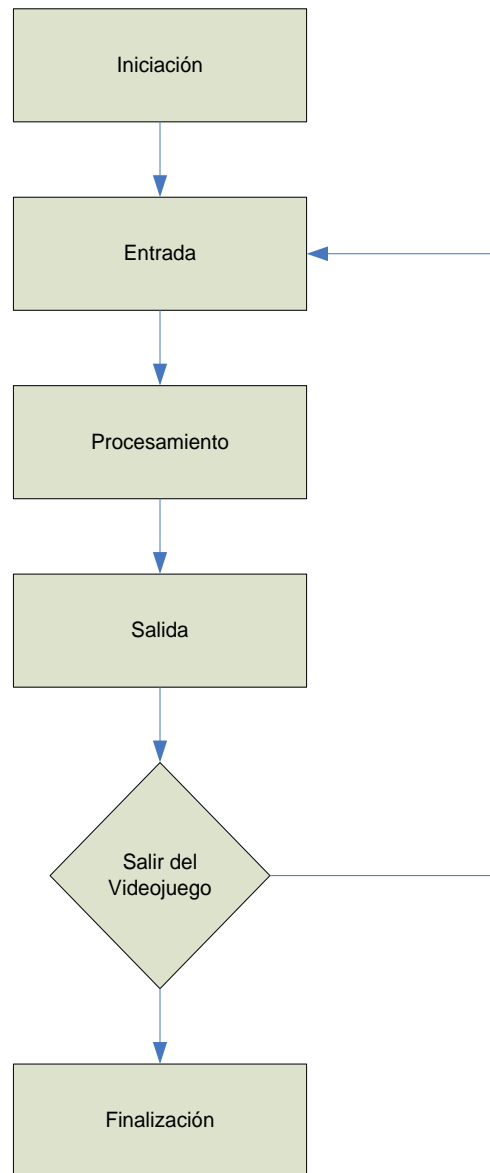 Iniciación
Entrada
Procesamiento
Salida
Salir del
Videojuego
Finalización